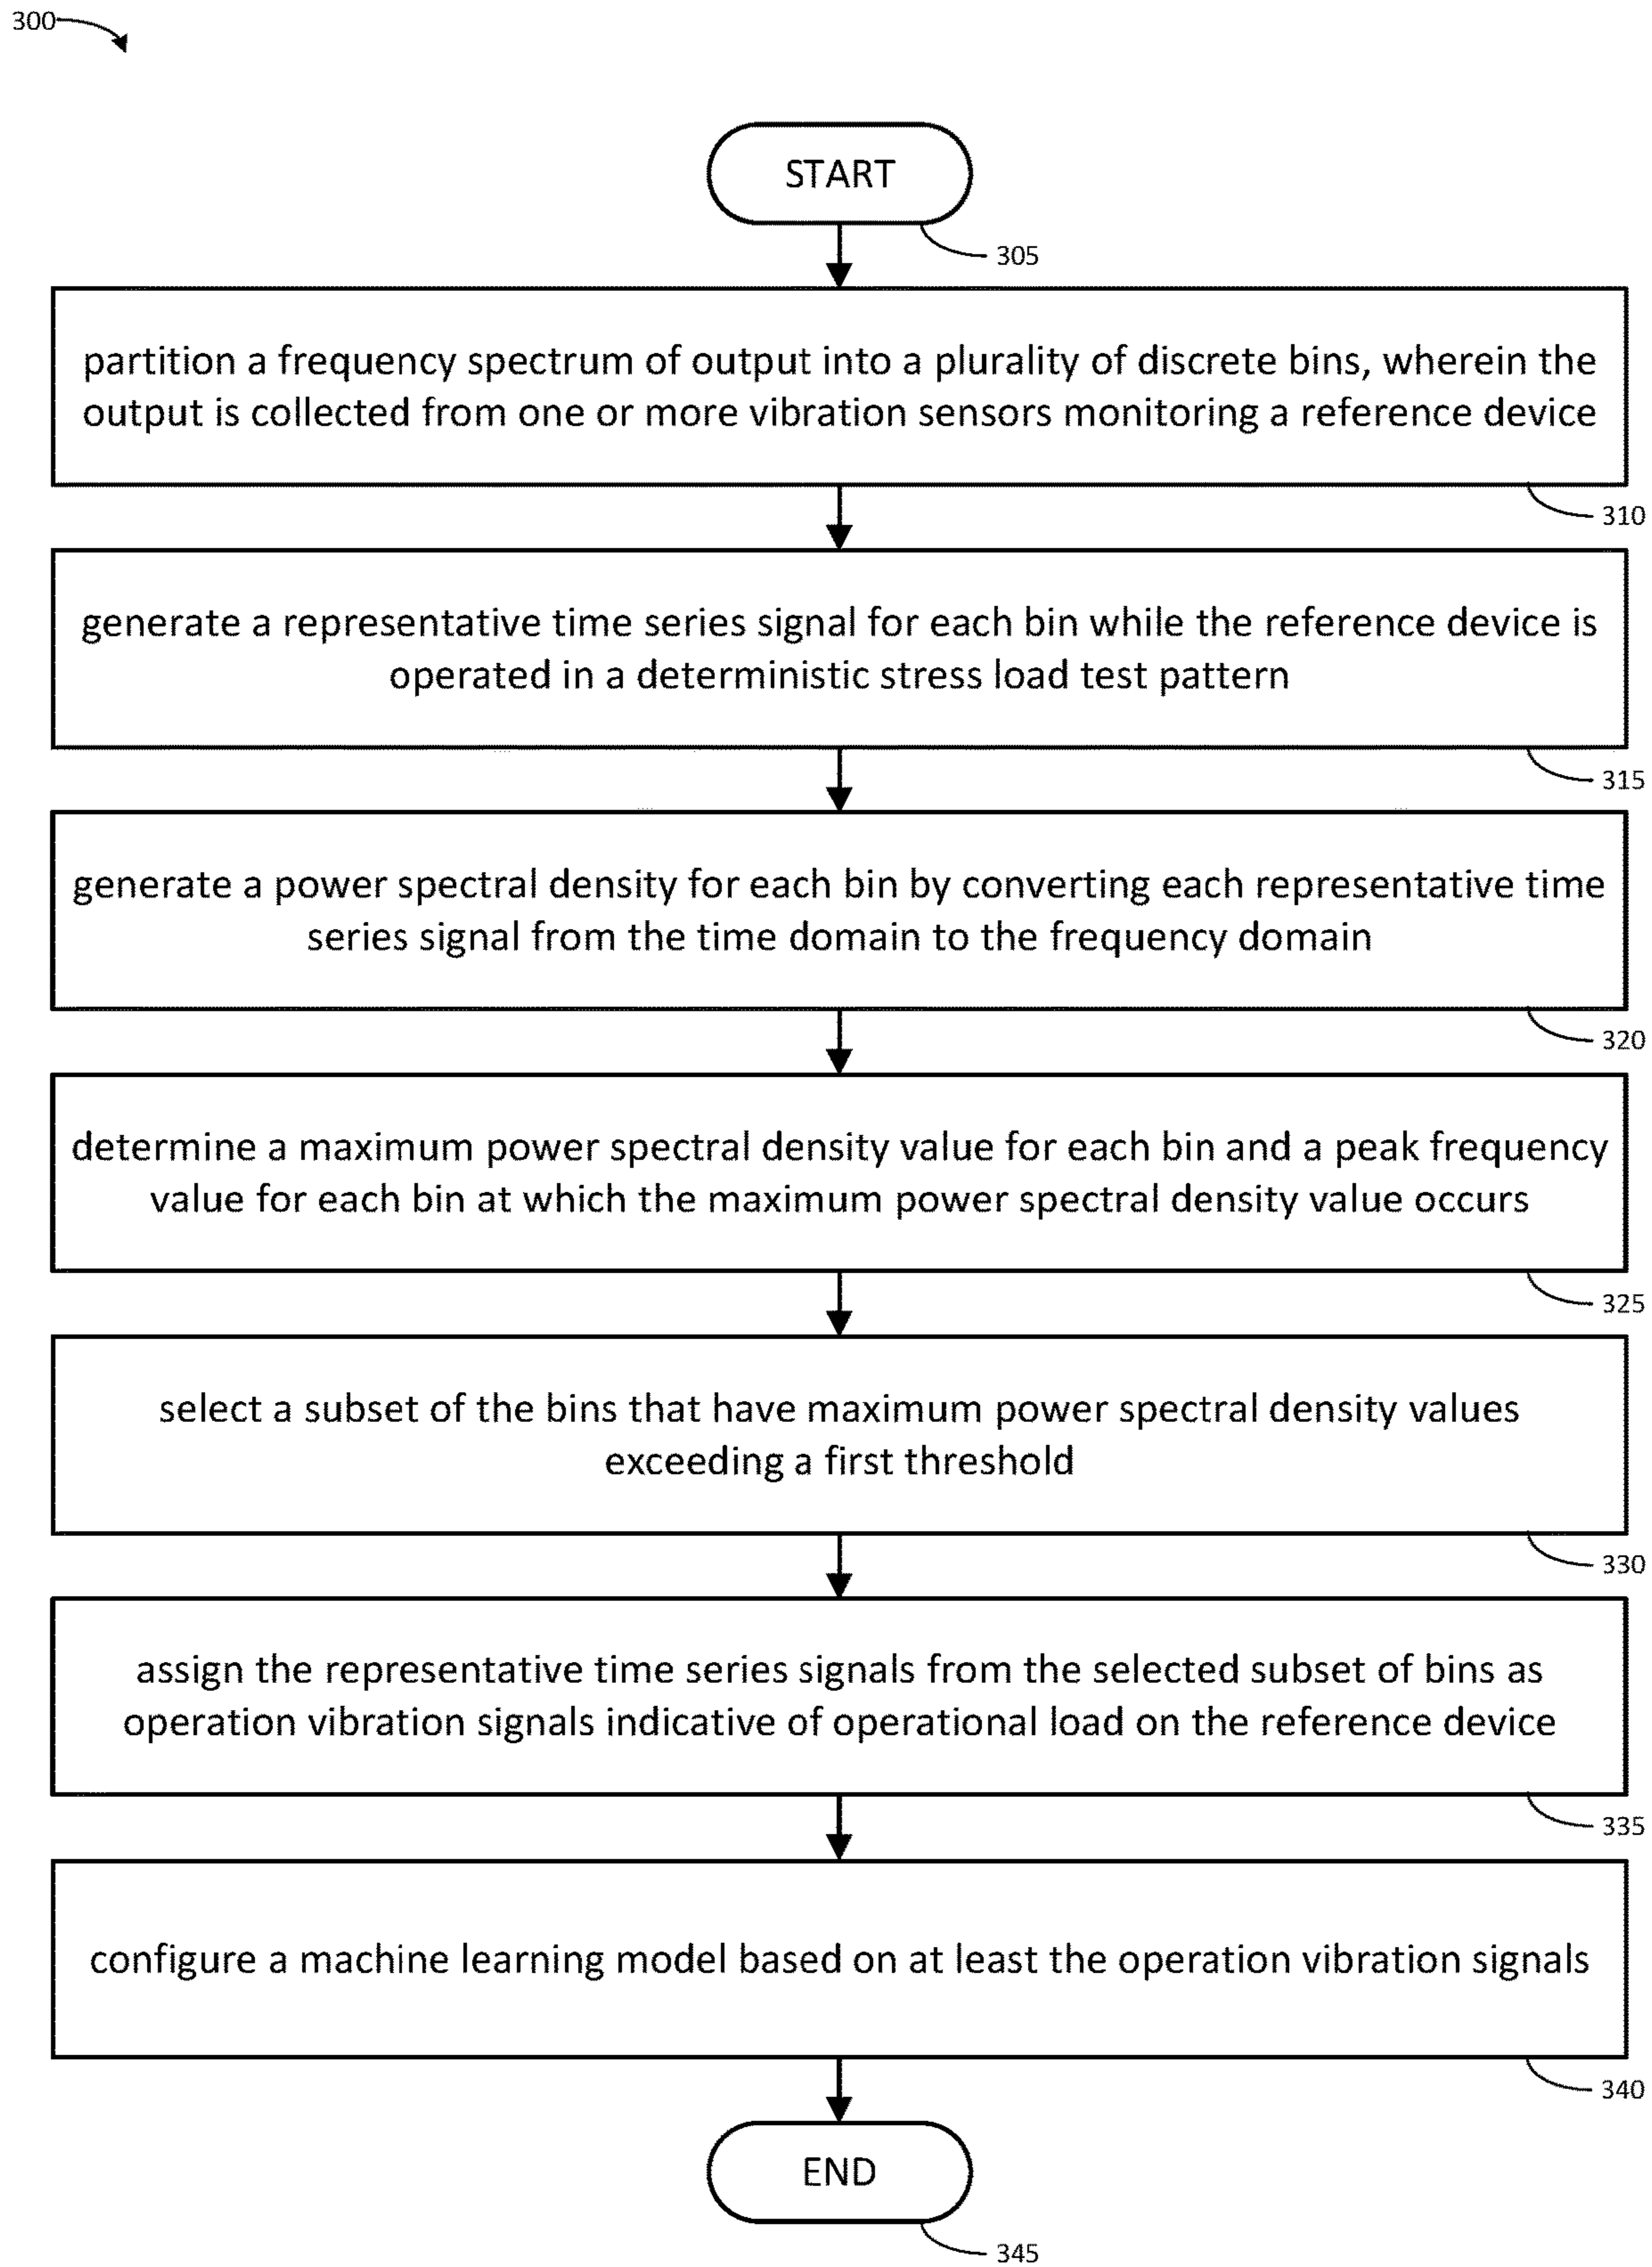 300
START
305
partition a frequency spectrum of output into a plurality of discrete bins, wherein the
output is collected from one or more vibration sensors monitoring a reference device
310
generate a representative time series signal for each bin while the reference device is
operated in a deterministic stress load test pattern
315
generate a power spectral density for each bin by converting each representative time
series signal from the time domain to the frequency domain
320
determine a maximum power spectral density value for each bin and a peak frequency
value for each bin at which the maximum power spectral density value occurs
325
select a subset of the bins that have maximum power spectral density values
exceeding a first threshold
330
assign the representative time series signals from the selected subset of bins as
operation vibration signals indicative of operational load on the reference device
335
configure a machine learning model based on at least the operation vibration signals
340
END
345